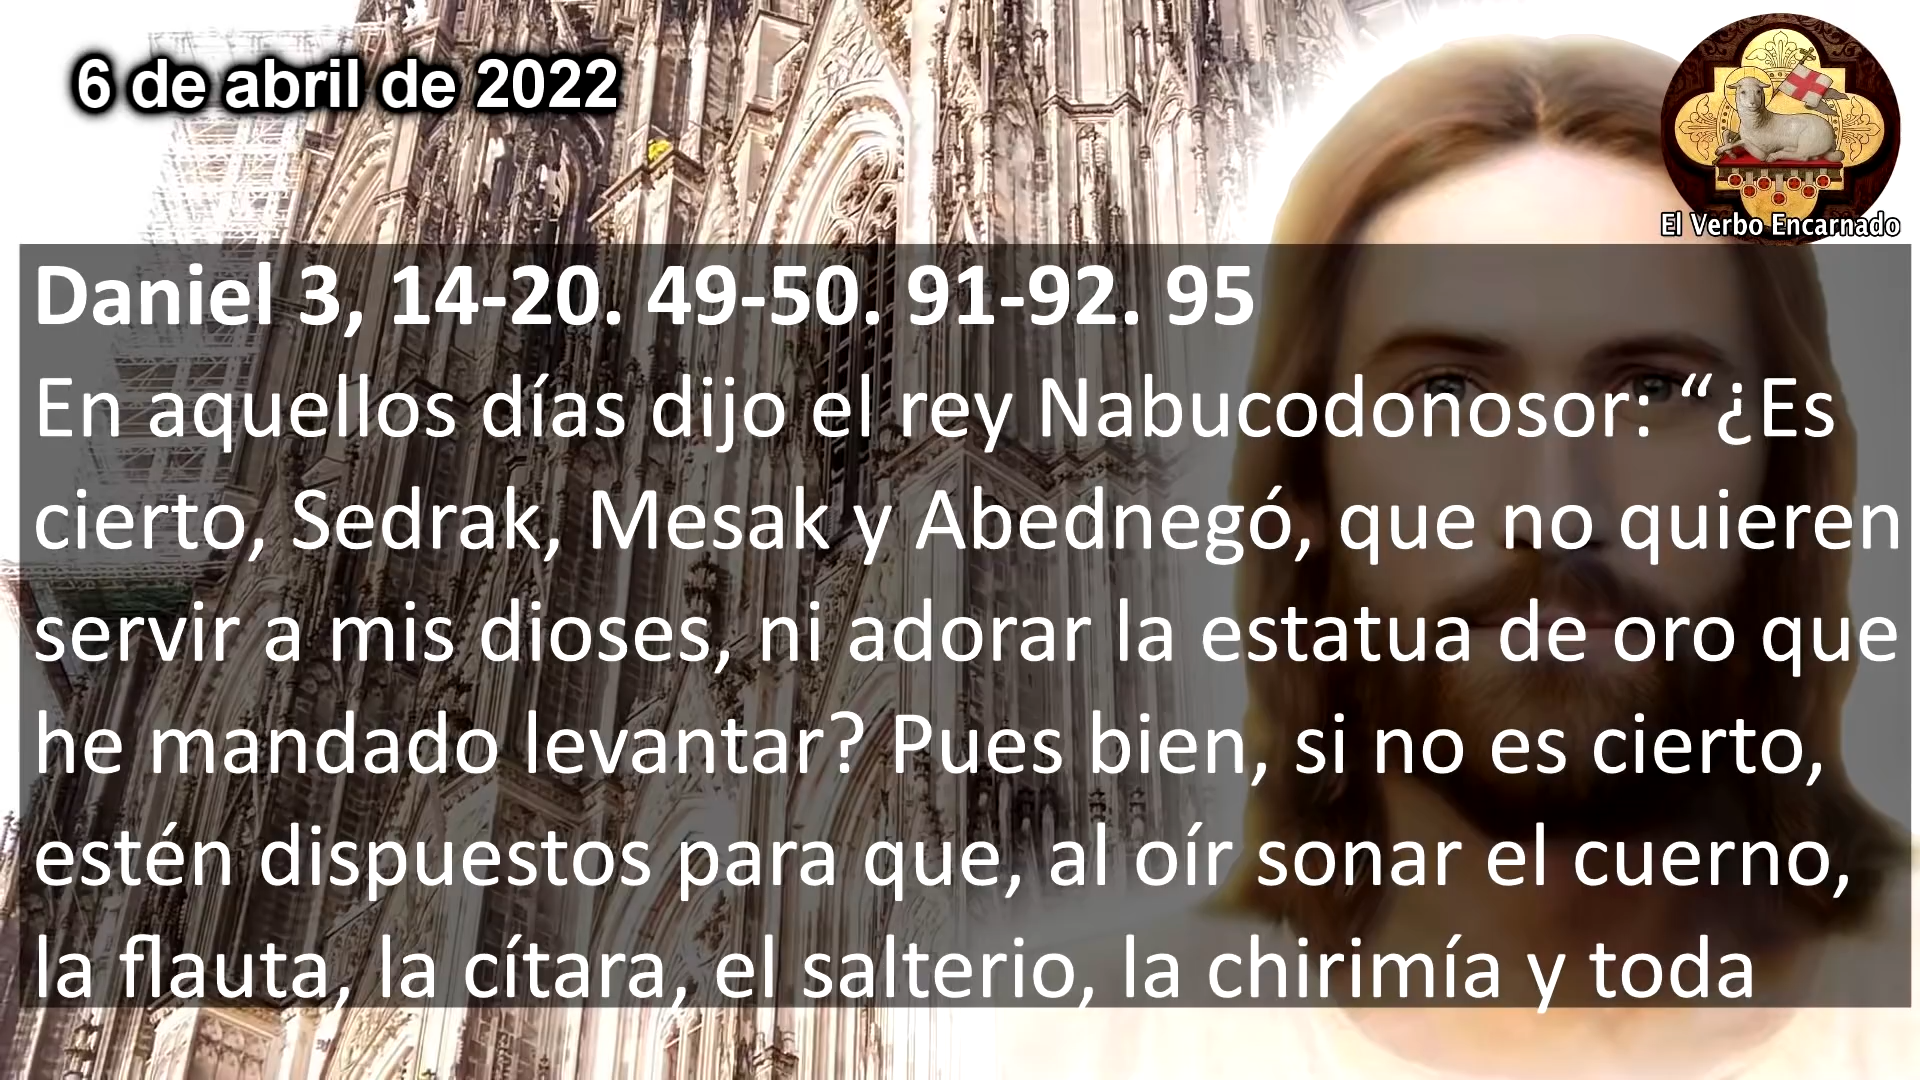 6 de abril de 2022
El Verbo Encarnado
Daniel 3, 14-20. 49-50. 91-92. 95
En aquellos días dijo el rey Nabucodonosor: “¿Es
cierto, Sedrak, Mesak y Abednegó, que no quieren
servir a mis dioses, ni adorar la estatua de oro que
he mandado levantar? Pues bien, si no es cierto,
estén dispuestos para que, al oír sonar el cuerno,
la flauta, la cítara, el salterio, la chirimía y toda